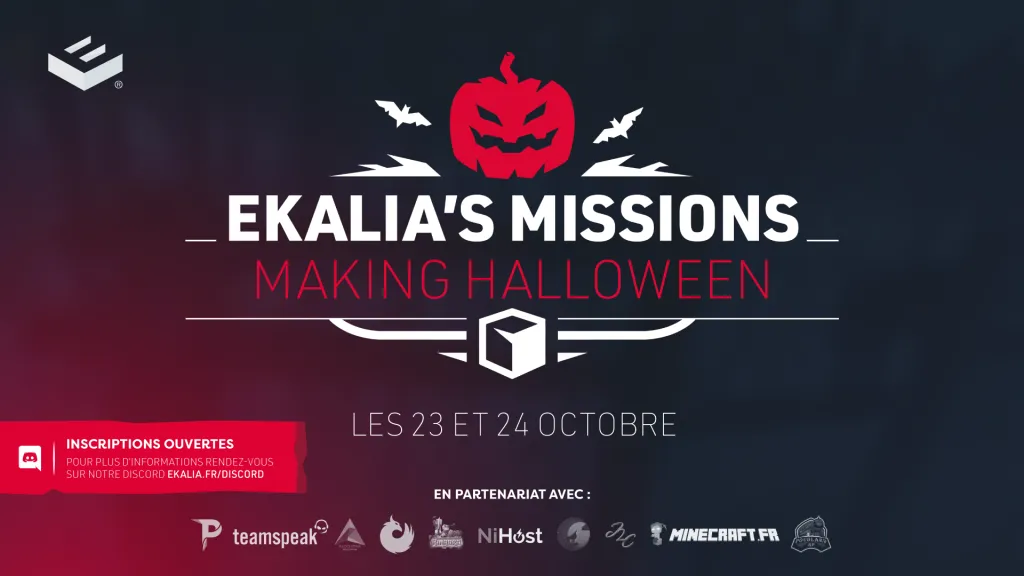 ®
EKALIA'S MISSIONS
MAKING HALLOWEEN
LES 23 ET 24 OCTOBRE
INSCRIPTIONS OUVERTES
POUR PLUS D'INFORMATIONS RENDEZ-VOUS
SUR NOTRE DISCORD EKALIA.FR/DISCORD
EN PARTENARIAT AVEC :
teamspeak
NiHost
MINECRAFT.FR